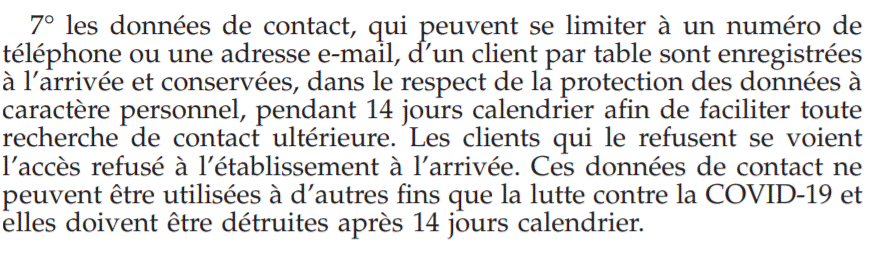 7° les données de contact, qui peuvent se limiter à un numéro de
téléphone ou une adresse e-mail, d’un client par table sont enregistrées
à l’arrivée et conservées, dans le respect de la protection des données à
caractère personnel, pendant 14 jours calendrier afin de faciliter toute
recherche de contact ultérieure. Les clients qui le refusent se voient
l’accès refusé à l’établissement à l’arrivée. Ces données de contact ne
peuvent être utilisées à d’autres fins que la lutte contre la COVID-19 et
elles doivent être détruites après 14 jours calendrier.